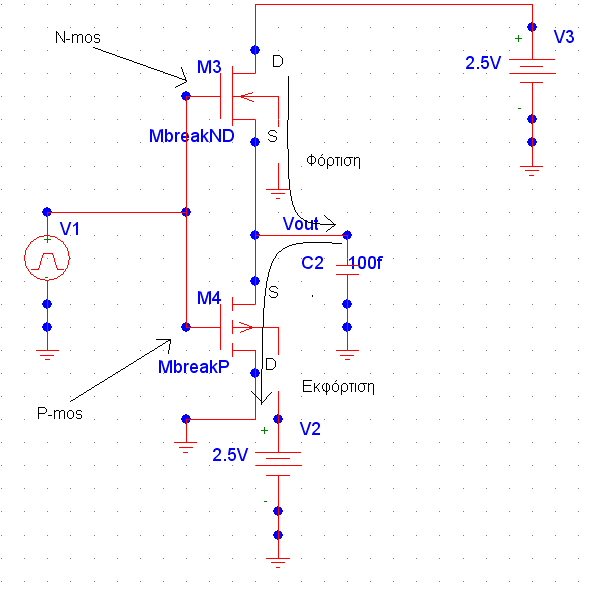 N-mos
V3
D
M3
2.5V
MbreakND
S
Φόρτιση
V1
Vout
C2
100f
M4
S
MbreakP
D
Εκφόρτιση
P-mos
V2
2.5V